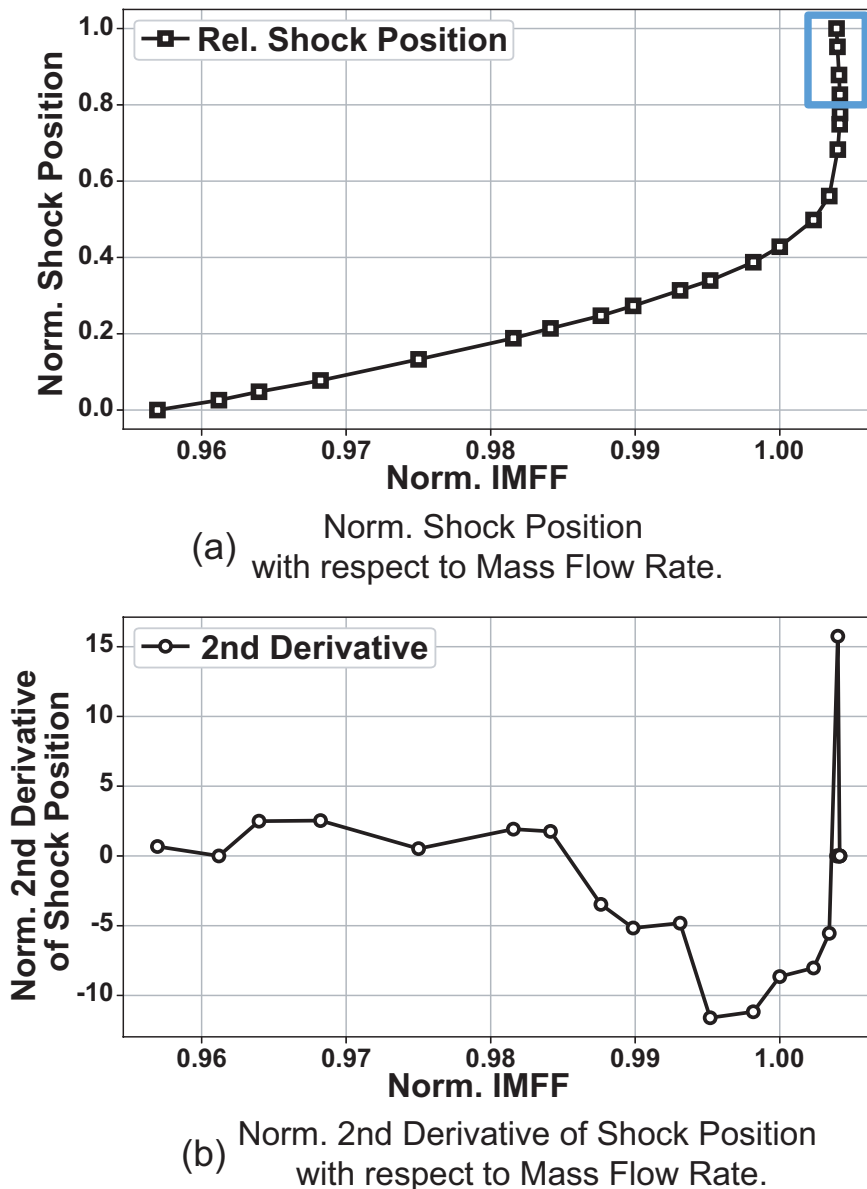 Rel. Shock Position
1.0
0.8
0.6
0.4
0.2
0.0
Norm. Shock Position
0.96 0.97 0.98 0.99 1.00
Norm. IMFF
(a) Norm. Shock Position
with respect to Mass Flow Rate.
2nd Derivative
15
10
5
0
-5
-10
Norm. 2nd Derivative
of Shock Position
0.96 0.97 0.98 0.99 1.00
Norm. IMFF
(b) Norm. 2nd Derivative of Shock Position
with respect to Mass Flow Rate.